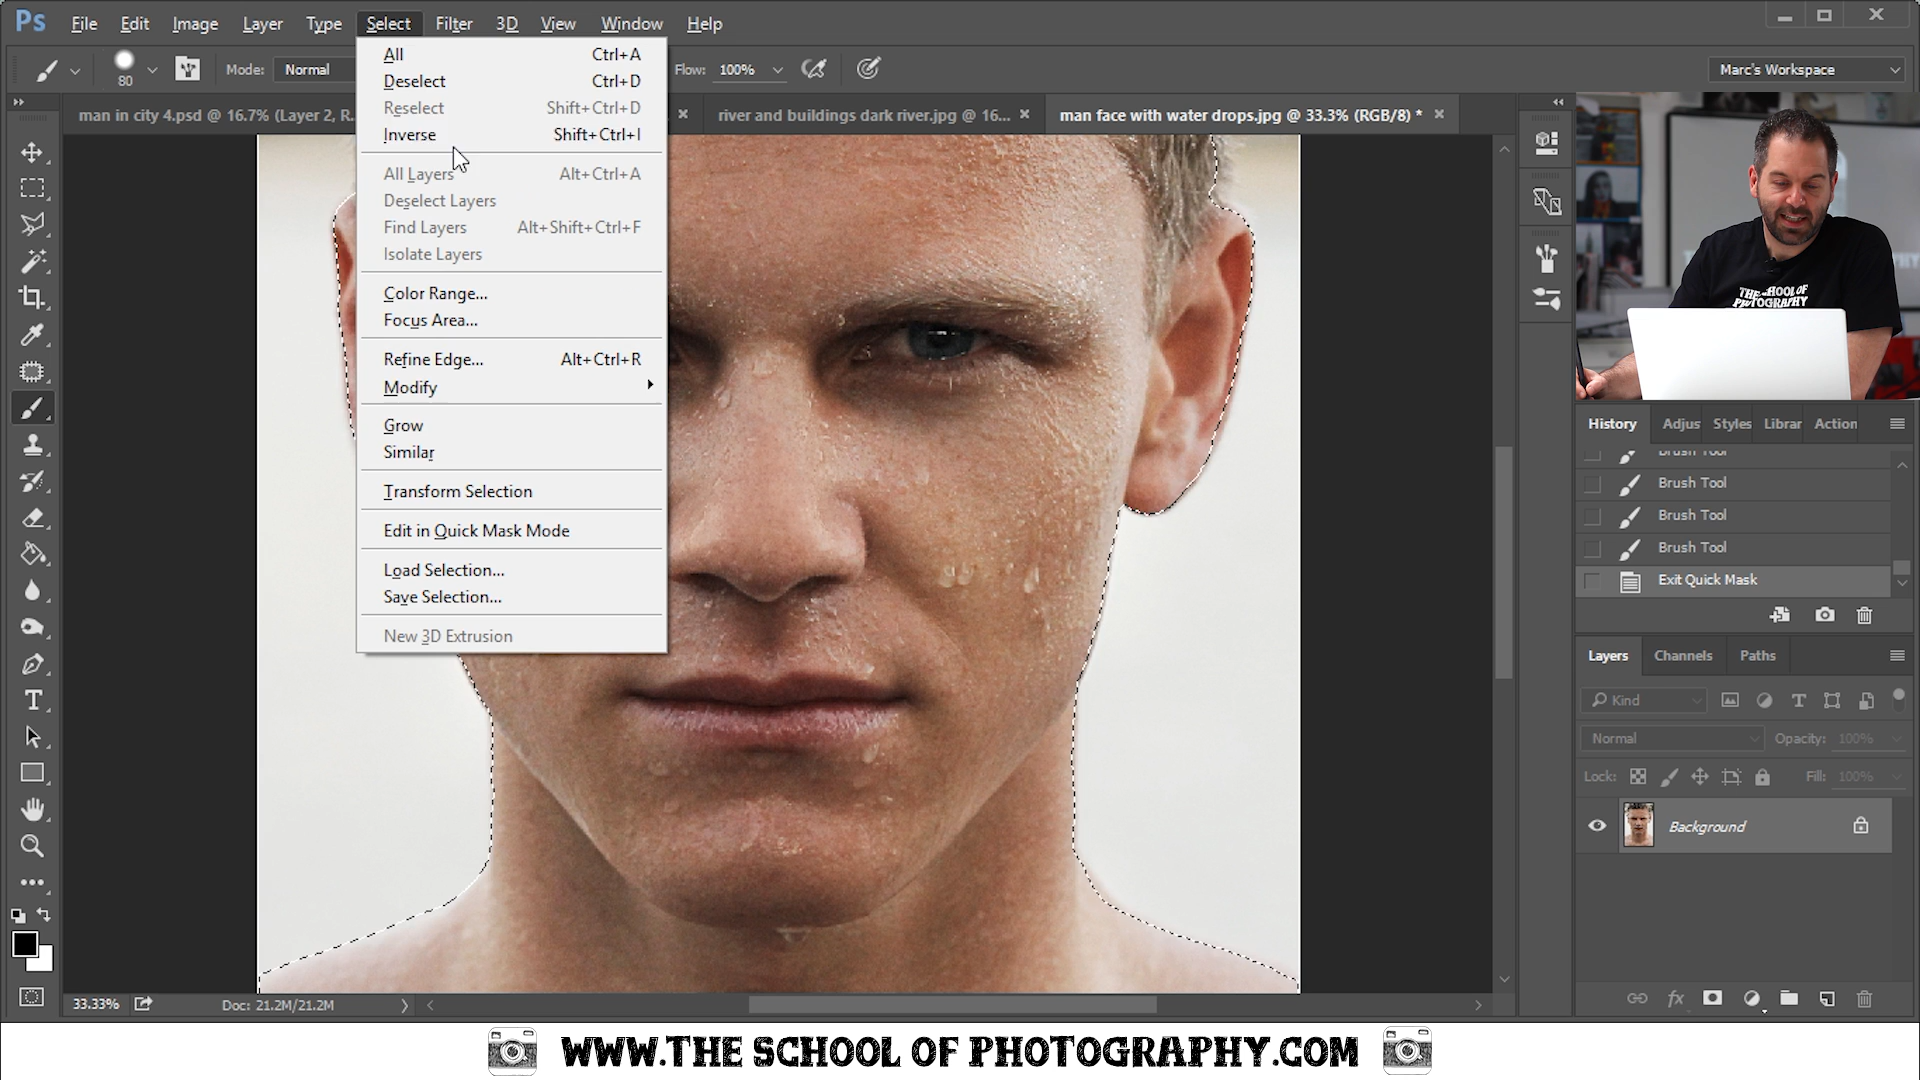 Ps File Edit Image Layer Type Select Filter 3D View Window Help
80 Mode: Normal Flow: 100% Marc's Workspace
man in city 4.psd @ 16.7% (Layer 2, R... river and buildings dark river.jpg @ 16... man face with water drops.jpg @ 33.3% (RGB/8) *
All Ctrl+A
Deselect Ctrl+D
Reselect Shift+Ctrl+D
Inverse Shift+Ctrl+I
All Layers Alt+Ctrl+A
Deselect Layers
Find Layers Alt+Shift+Ctrl+F
Isolate Layers
Color Range...
Focus Area...
Refine Edge... Alt+Ctrl+R
Modify
Grow
Similar
Transform Selection
Edit in Quick Mask Mode
Load Selection...
Save Selection...
New 3D Extrusion
THE
SCHOOL OF
PHOTOGRAPHY
History Adjus Styles Librar Action
Brush Tool
Brush Tool
Brush Tool
Brush Tool
Exit Quick Mask
Layers Channels Paths
Kind
Normal Opacity: 100%
Lock: Fill: 100%
Background
33.33% Doc: 21.2M/21.2M
WWW.THE SCHOOL OF PHOTOGRAPHY.COM